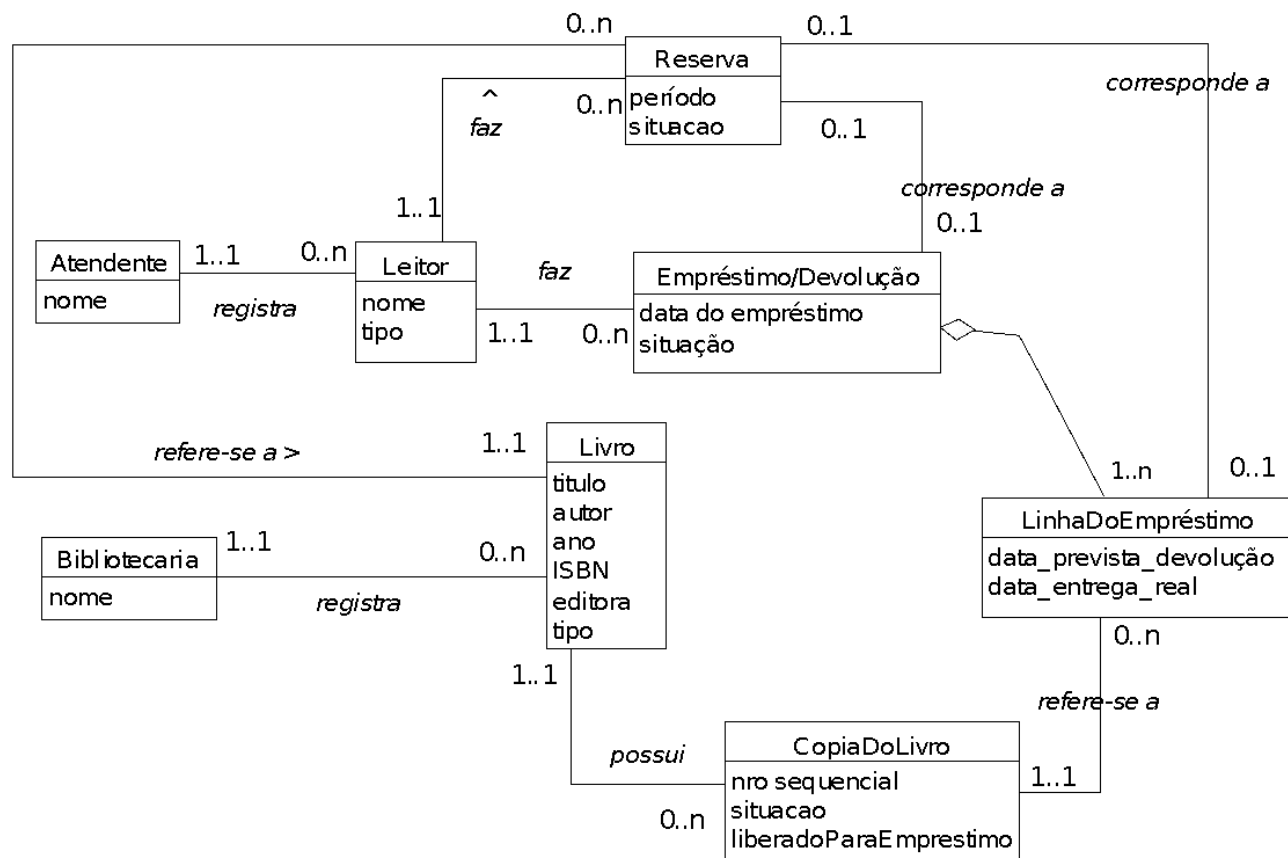 0..n
0..1
Reserva
corresponde a
^
0..n
período
situacao
faz
0..1
corresponde a
1..1
0..1
Atendente
nome
1..1
0..n
registra
Leitor
nome
tipo
faz
1..1
0..n
Empréstimo/Devolução
data do empréstimo
situação
refere-se a >
1..1
Livro
titulo
autor
ano
ISBN
editora
tipo
1..n
0..1
LinhaDoEmpréstimo
data_prevista_devolução
data_entrega_real
Bibliotecaria
nome
1..1
0..n
registra
1..1
0..n
refere-se a
possui
0..n
CopiaDoLivro
nro sequencial
situacao
liberadoParaEmprestimo
1..1